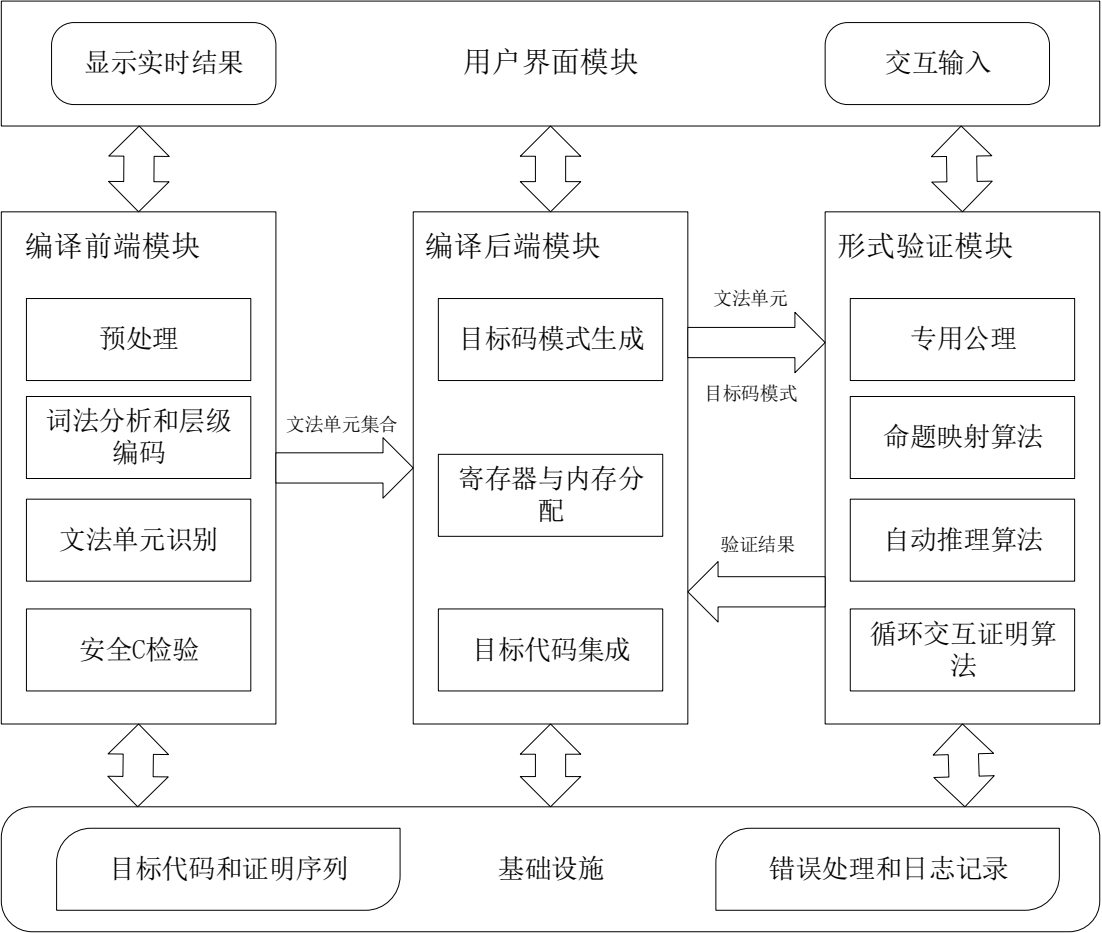 显示实时结果
用户界面模块
交互输入
编译前端模块
预处理
词法分析和层级
编码
文法单元识别
安全C检验
文法单元集合
编译后端模块
目标码模式生成
寄存器与内存分
配
目标代码集成
文法单元
目标码模式
验证结果
形式验证模块
专用公理
命题映射算法
自动推理算法
循环交互证明算
法
目标代码和证明序列
基础设施
错误处理和日志记录